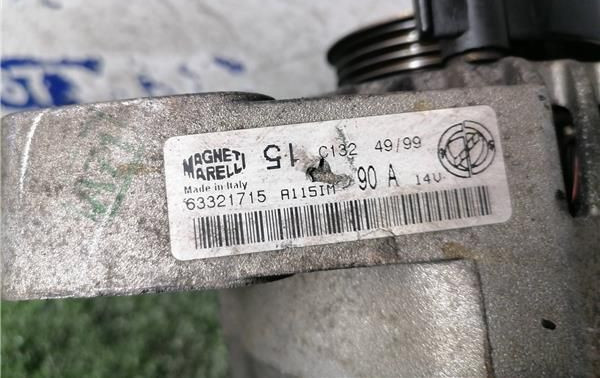 MAGNETI MARELLI
Made in Italy
15
C132 49/99
63321715 A115IM 90 A 14V